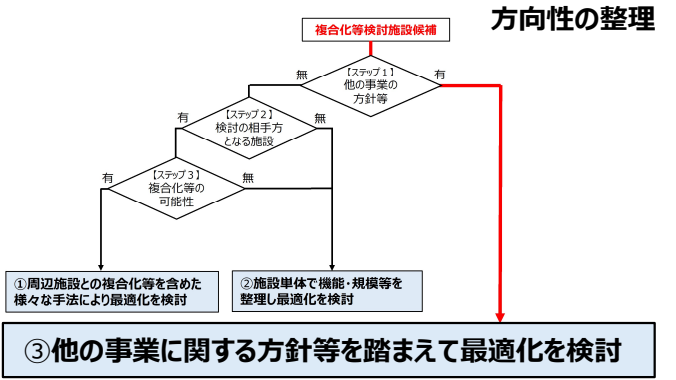 方向性の整理
複合化等検討施設候補
【ステップ1】
他の事業の
方針等
無
有
【ステップ2】
検討の相手方
となる施設
有
無
【ステップ3】
複合化等の
可能性
有
無
①周辺施設との複合化等を含めた
様々な手法により最適化を検討
②施設単体で機能・規模等を
整理し最適化を検討
③他の事業に関する方針等を踏まえて最適化を検討